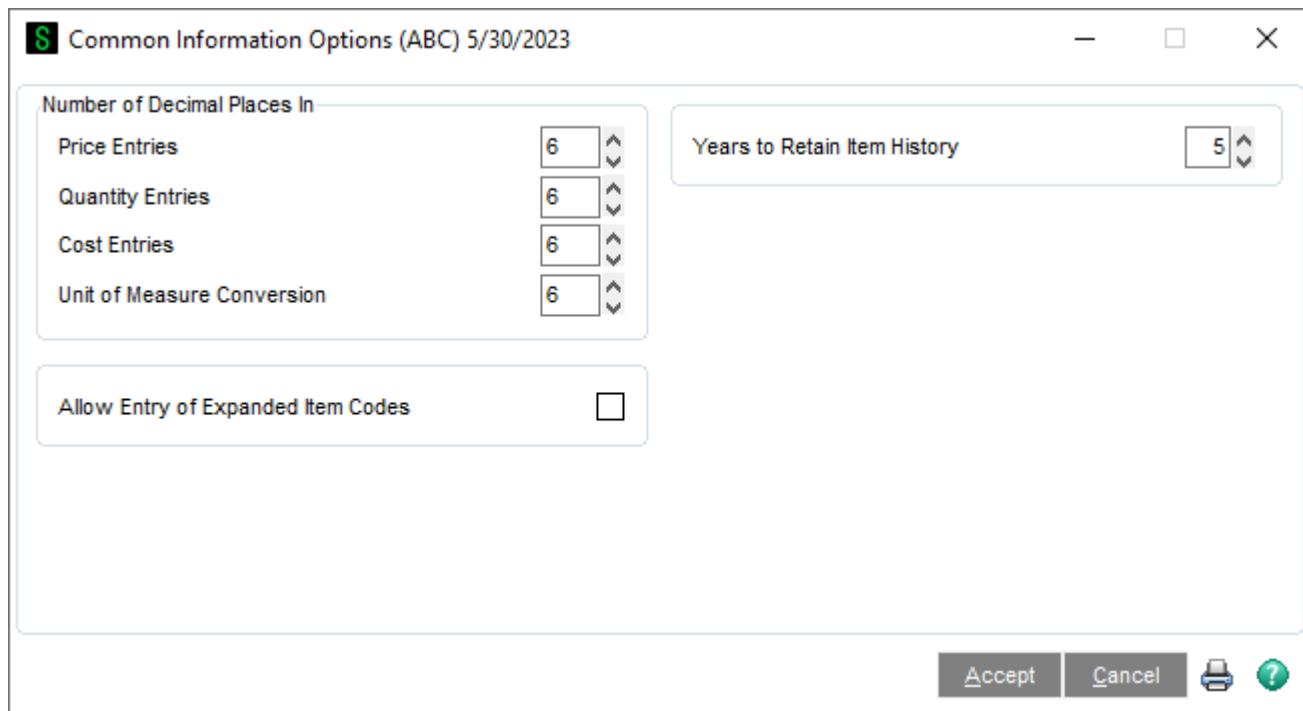 S Common Information Options (ABC) 5/30/2023
Number of Decimal Places In
Price Entries 6
Quantity Entries 6
Cost Entries 6
Unit of Measure Conversion 6
Allow Entry of Expanded Item Codes
Years to Retain Item History 5
Accept Cancel ?